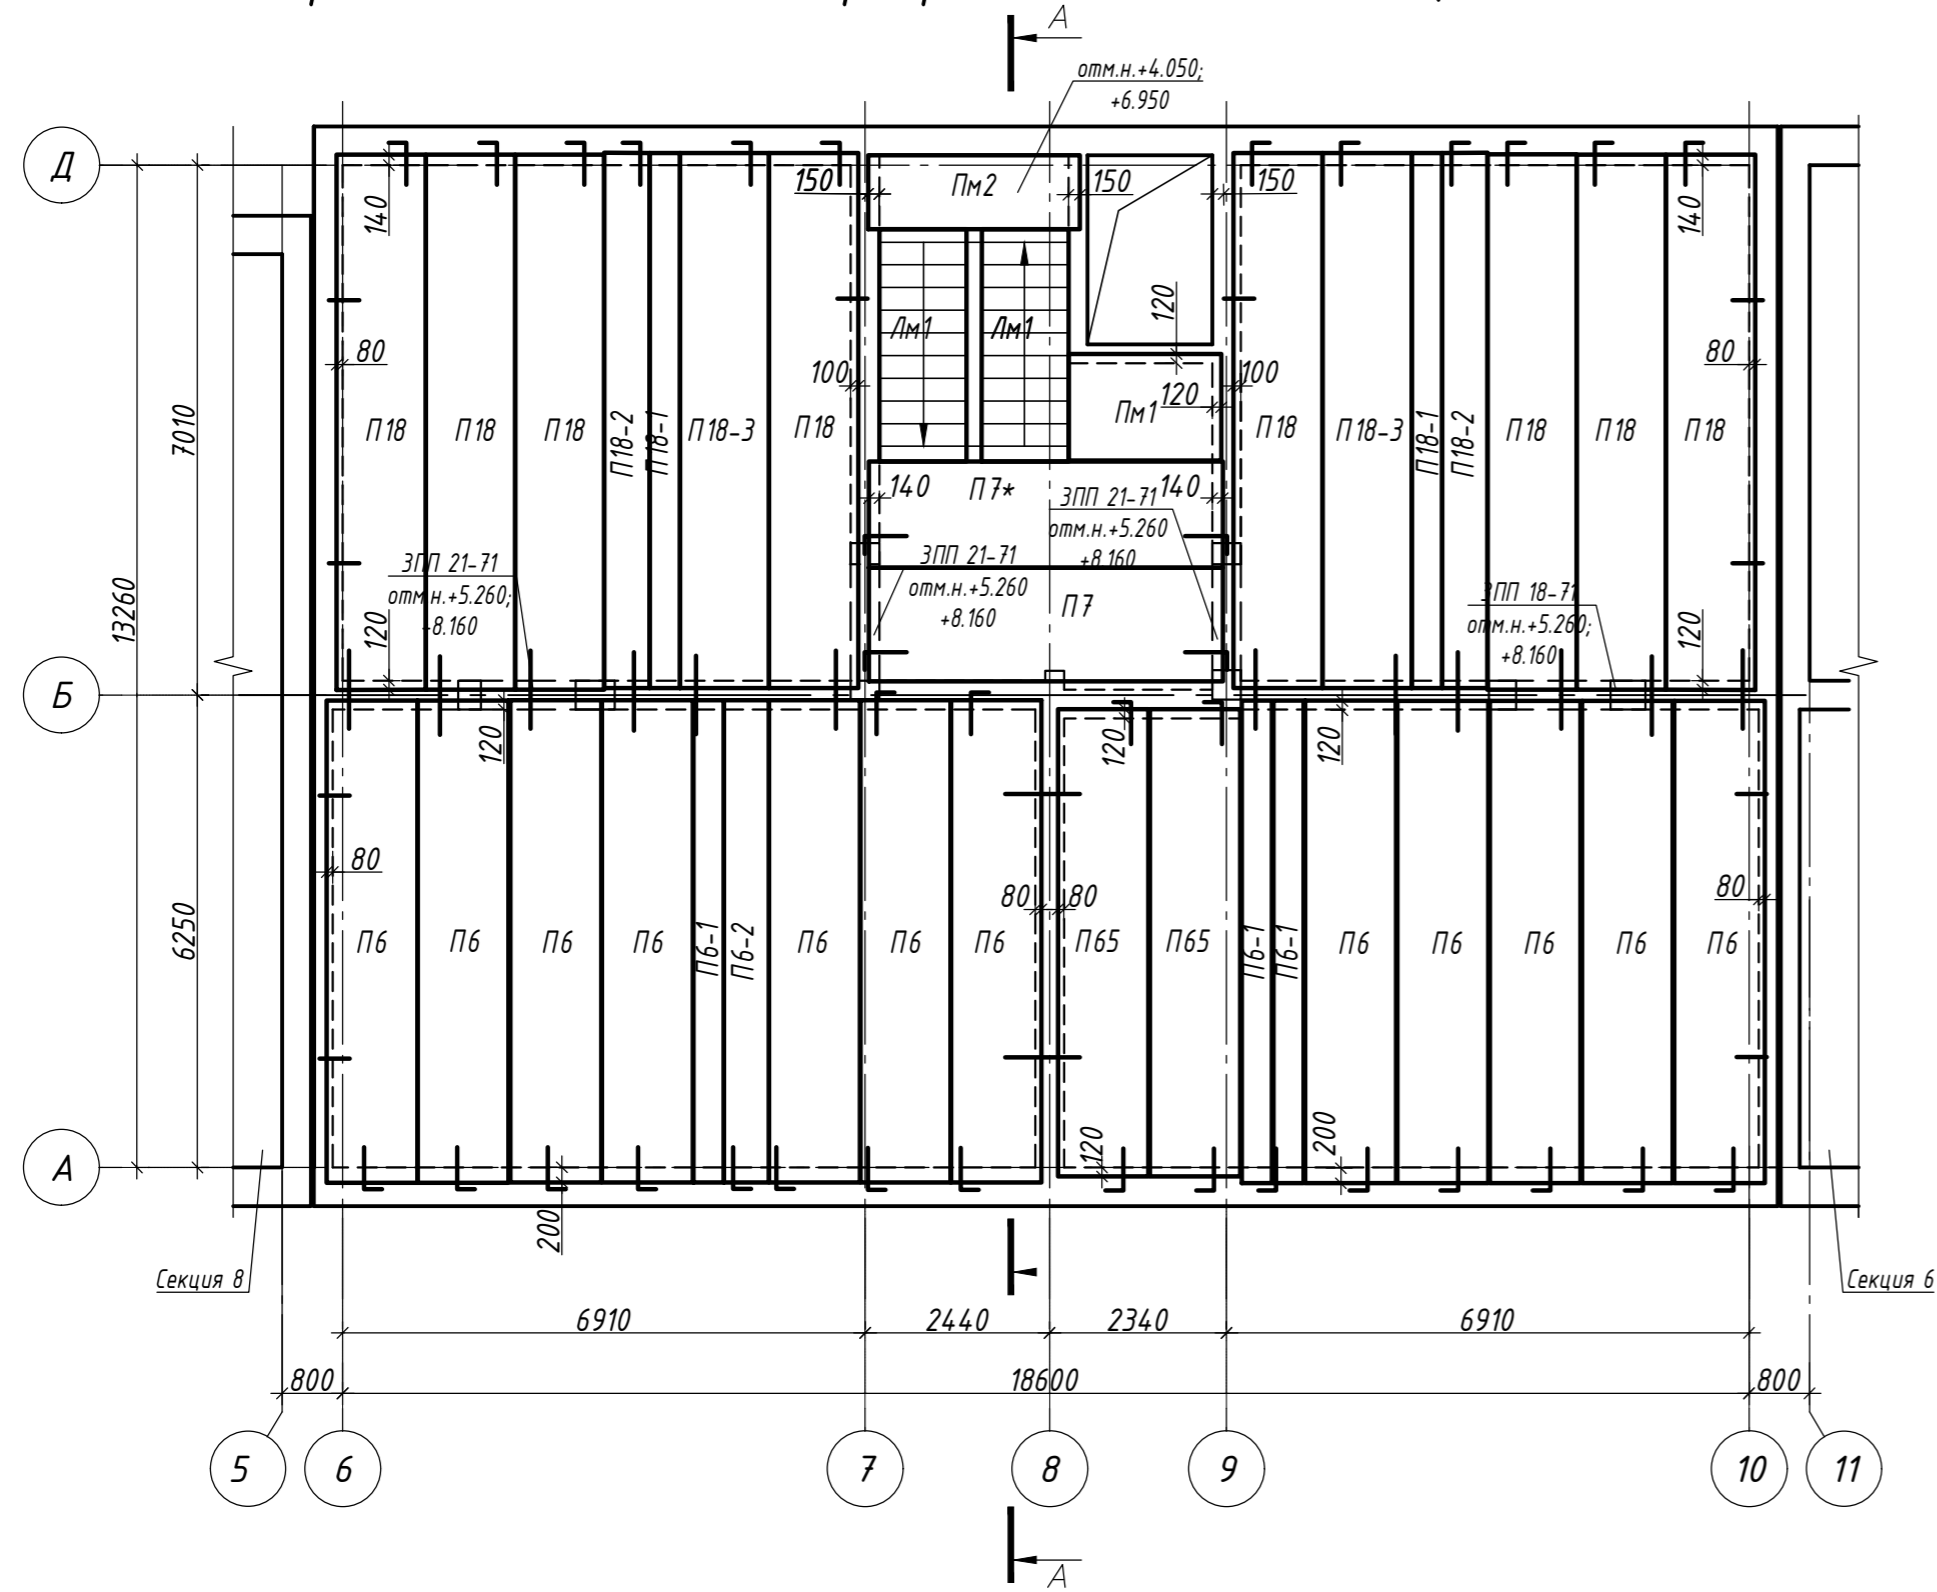 А
отм.н.+4.050;
+6.950
Д
150
Пм2
150
150
140
140
Лм1
Лм1
120
80
100
100
80
120
Пм1
7010
П18
П18
П18
П18-2
П18-1
П18-3
П18
П18
П18-3
П18-1
П18-2
П18
П18
П18
140
П7*
140
ЗПП 21-71
отм.н.+5.260
+8.160
ЗПП 21-71
отм.н.+5.260;
+8.160
ЗПП 21-71
отм.н.+5.260
+8.160
П7
ЗПП 18-71
отм.н.+5.260;
+8.160
13260
120
120
Б
120
120
120
80
80
80
80
6250
П6
П6
П6
П6
П6-1
П6-2
П6
П6
П6
П65
П65
П6-1
П6-1
П6
П6
П6
П6
П6
120
200
А
200
Секция 8
Секция 6
6910
2440
2340
6910
800
18600
800
5
6
7
8
9
10
11
А